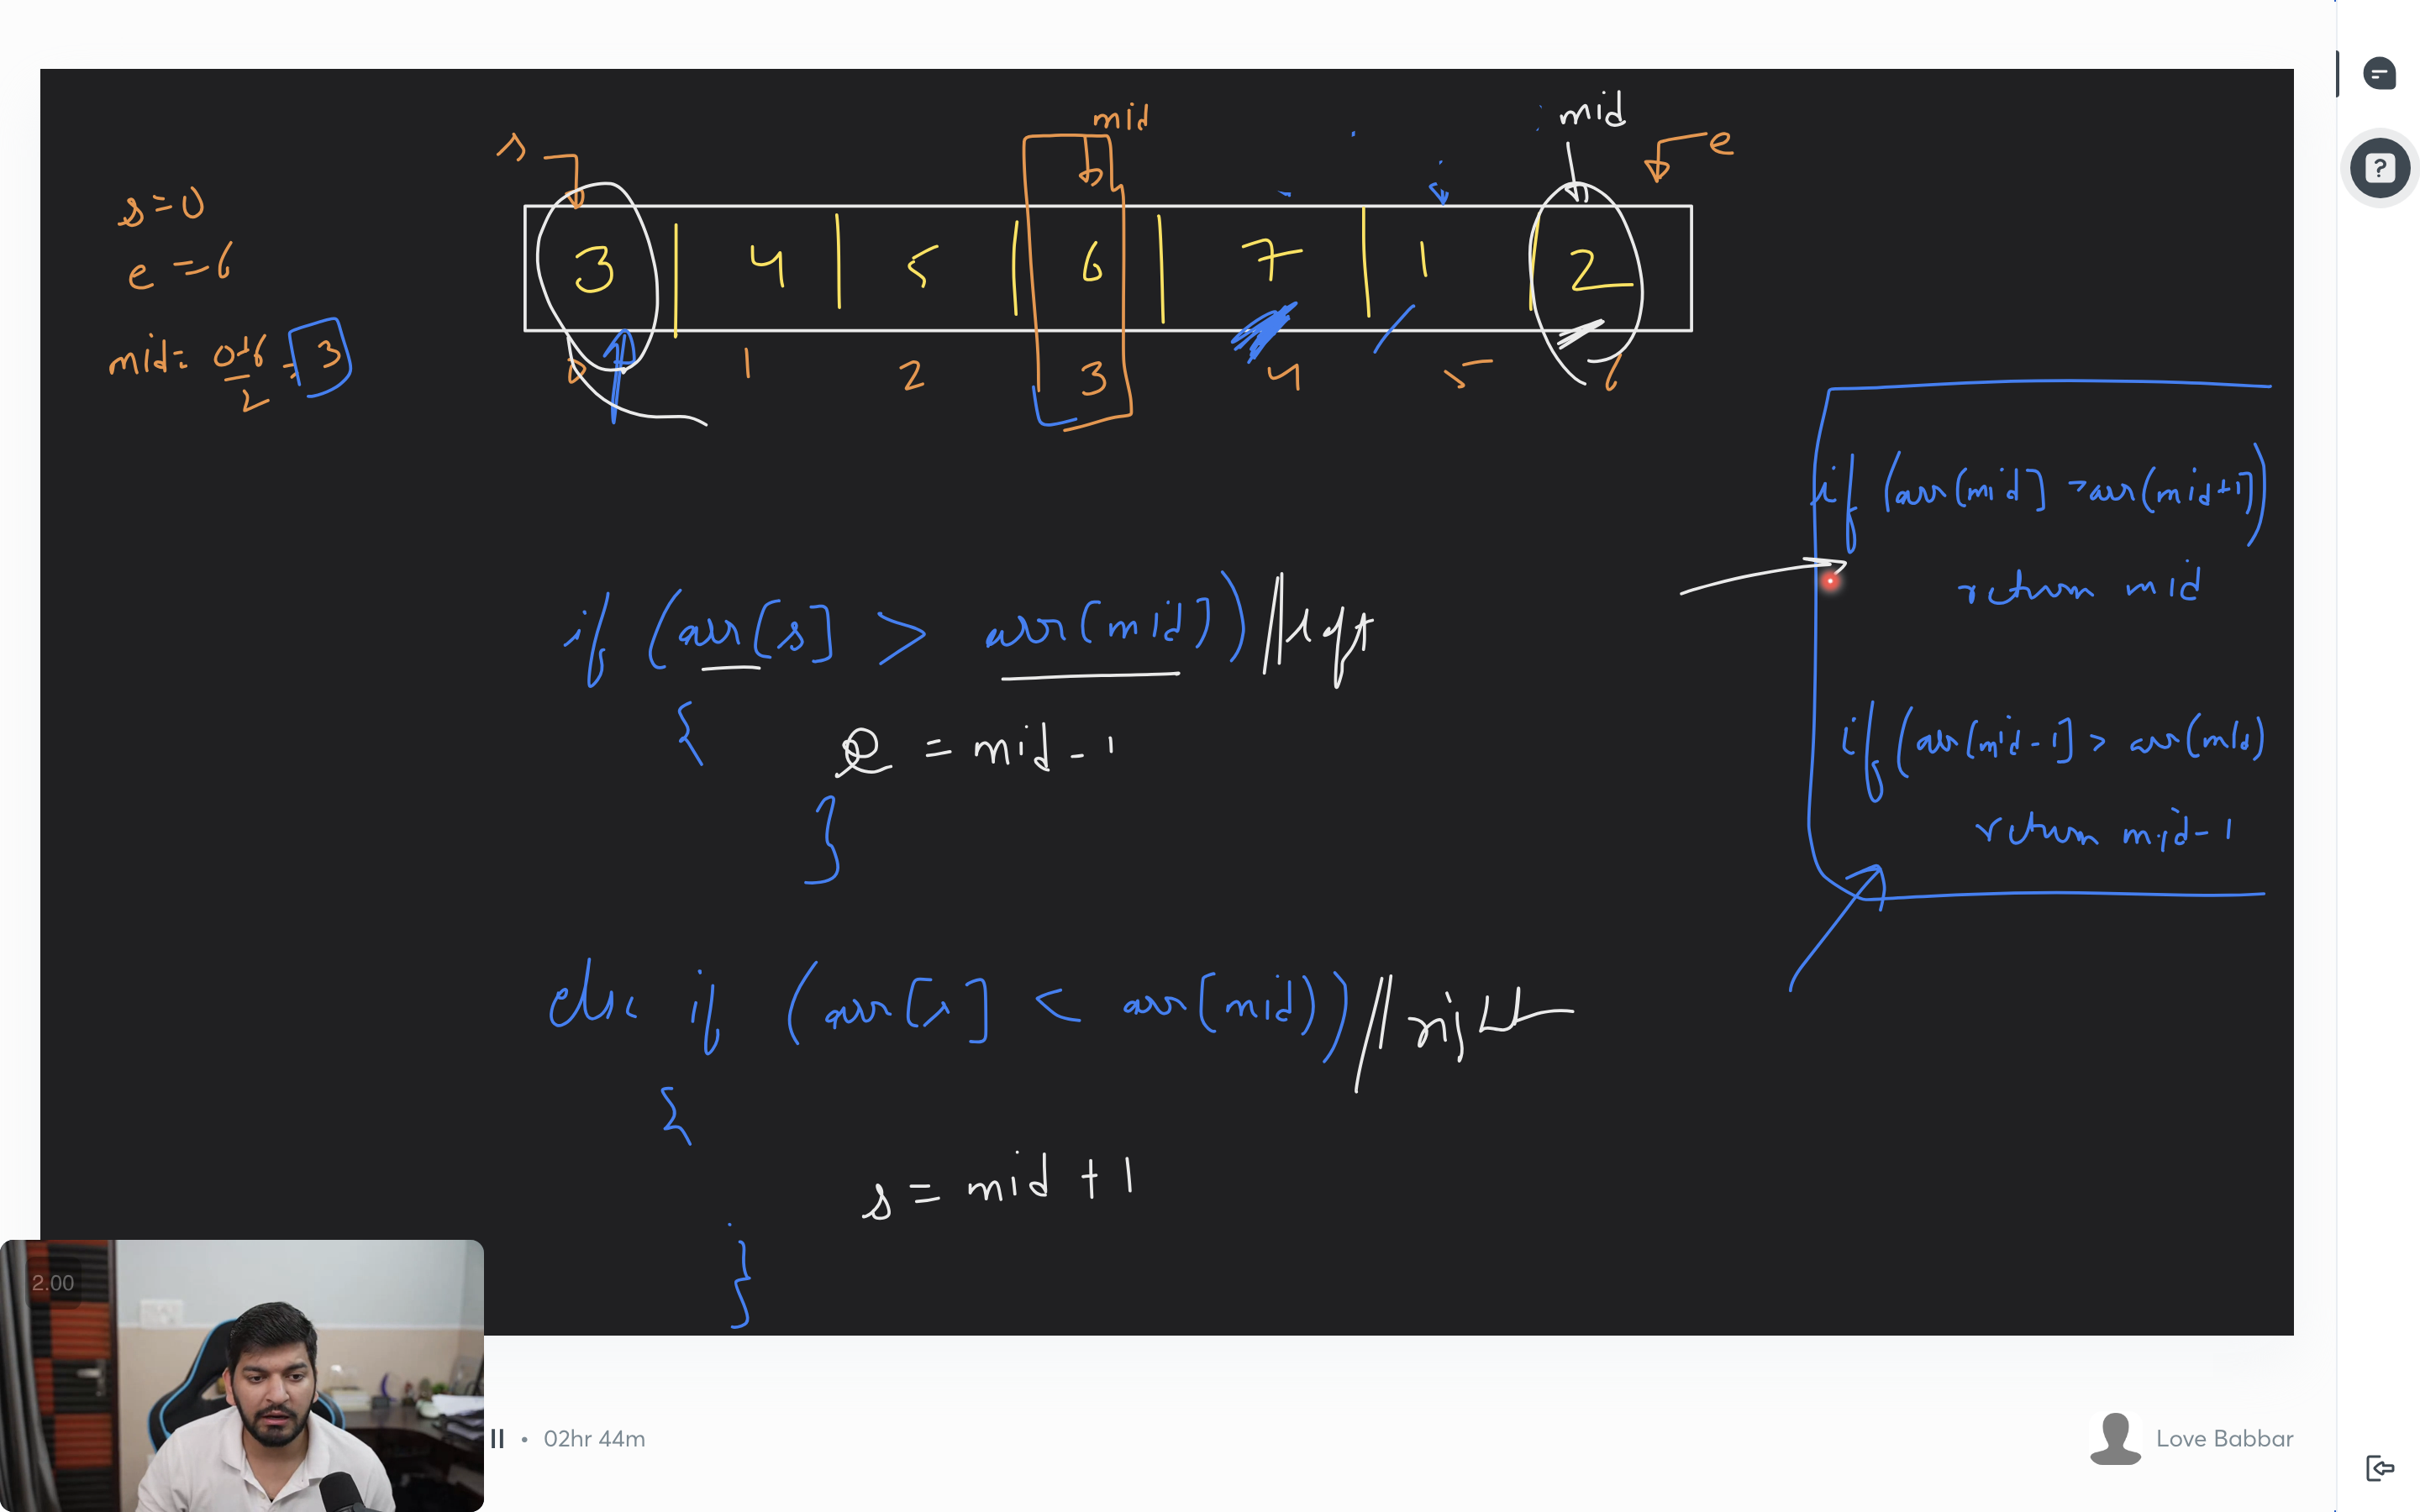 mid
mid
s
e
s=0
e=6
mid= 0+6/2 = 3
3 4 5 6 7 1 2
0 1 2 3 4 5 6
if (arr[mid] > arr(mid+1))
return mid
if (arr[s] > arr(mid)) //left
{
e = mid-1
}
if (arr[mid-1] > arr(mid)
return mid-1
else if (arr[s] < arr(mid)) //right
{
s = mid+1
}
2.00
02hr 44m
Love Babbar